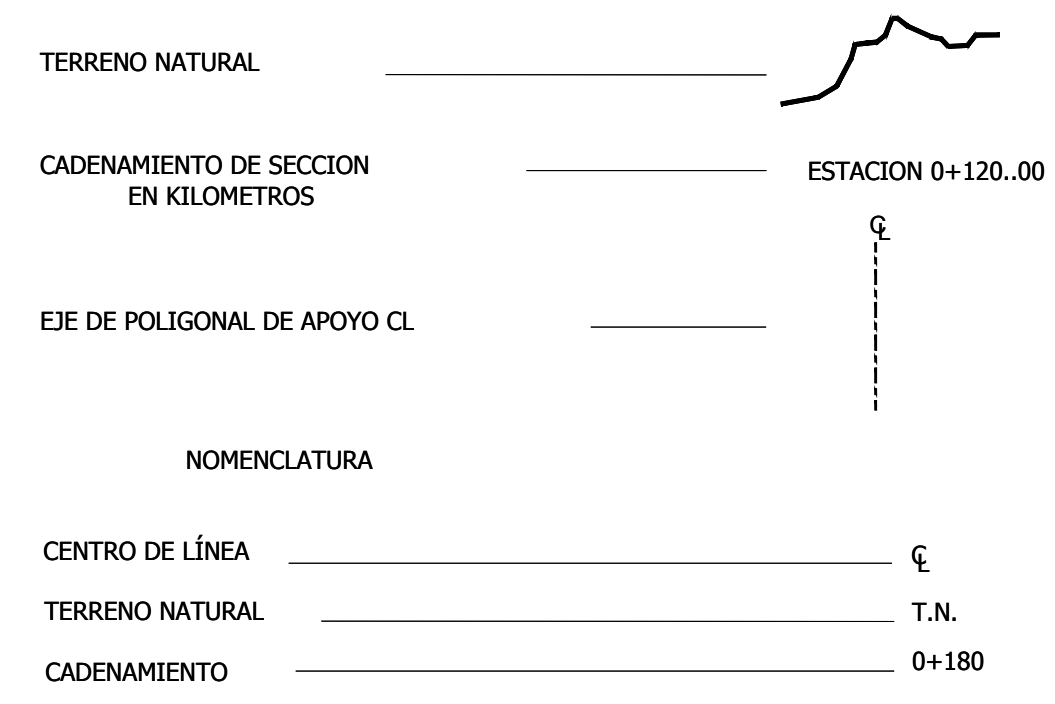 TERRENO NATURAL
CADENAMIENTO DE SECCION
EN KILOMETROS
ESTACION 0+120..00
℄
EJE DE POLIGONAL DE APOYO CL
NOMENCLATURA
CENTRO DE LÍNEA ℄
TERRENO NATURAL T.N.
CADENAMIENTO 0+180